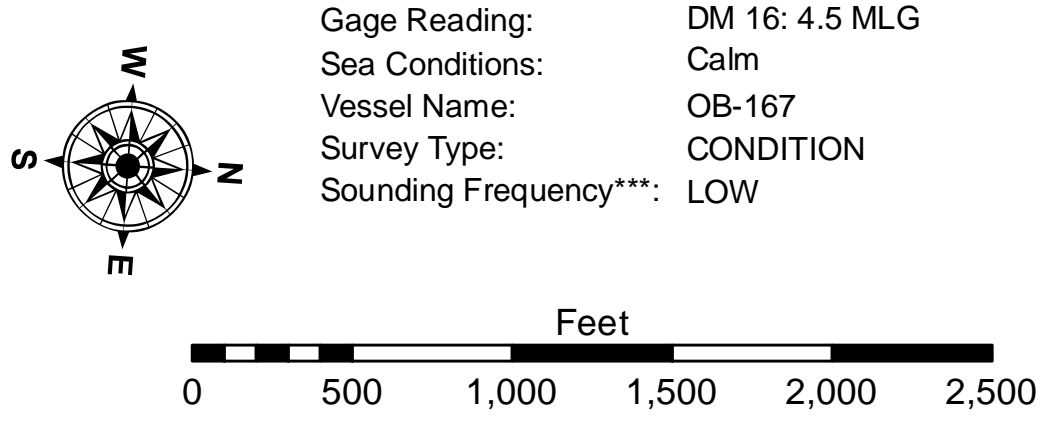 Gage Reading: DM 16: 4.5 MLG
Sea Conditions: Calm
Vessel Name: OB-167
Survey Type: CONDITION
Sounding Frequency***: LOW
W
S N
E
Feet
0 500 1,000 1,500 2,000 2,500